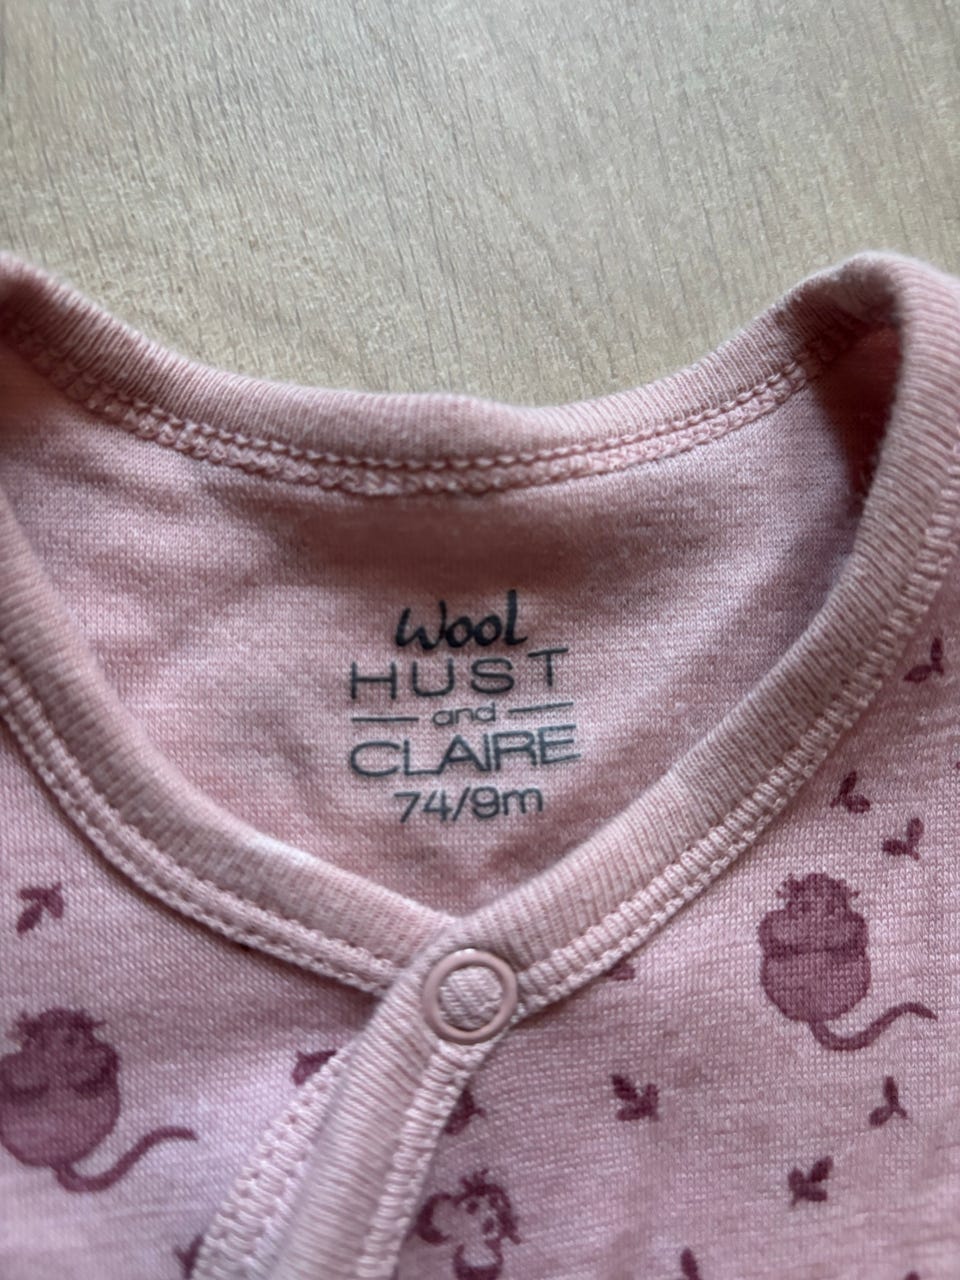 Wool
HUST
and
CLAIRE
74/9m